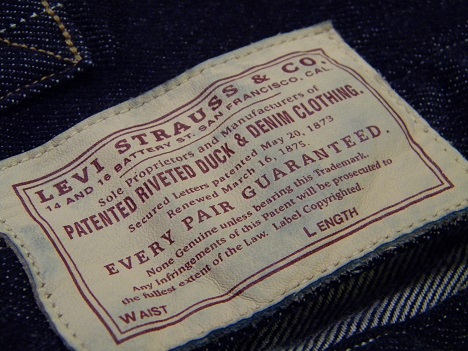 LEVI STRAUSS & CO.
14 AND 16 BATTERY ST. SAN FRANCISCO, CAL.
Sole proprietors and Manufacturers of
PATENTED RIVETED DUCK & DENIM CLOTHING.
Secured Letters patented May 20, 1873
Renewed March 16, 1875.
EVERY PAIR GUARANTEED.
None Genuine unless bearing this Trademark.
Any Infringements of this Patent will be prosecuted to
the fullest extent of the Law. Label Copyrighted.
WAIST LENGTH